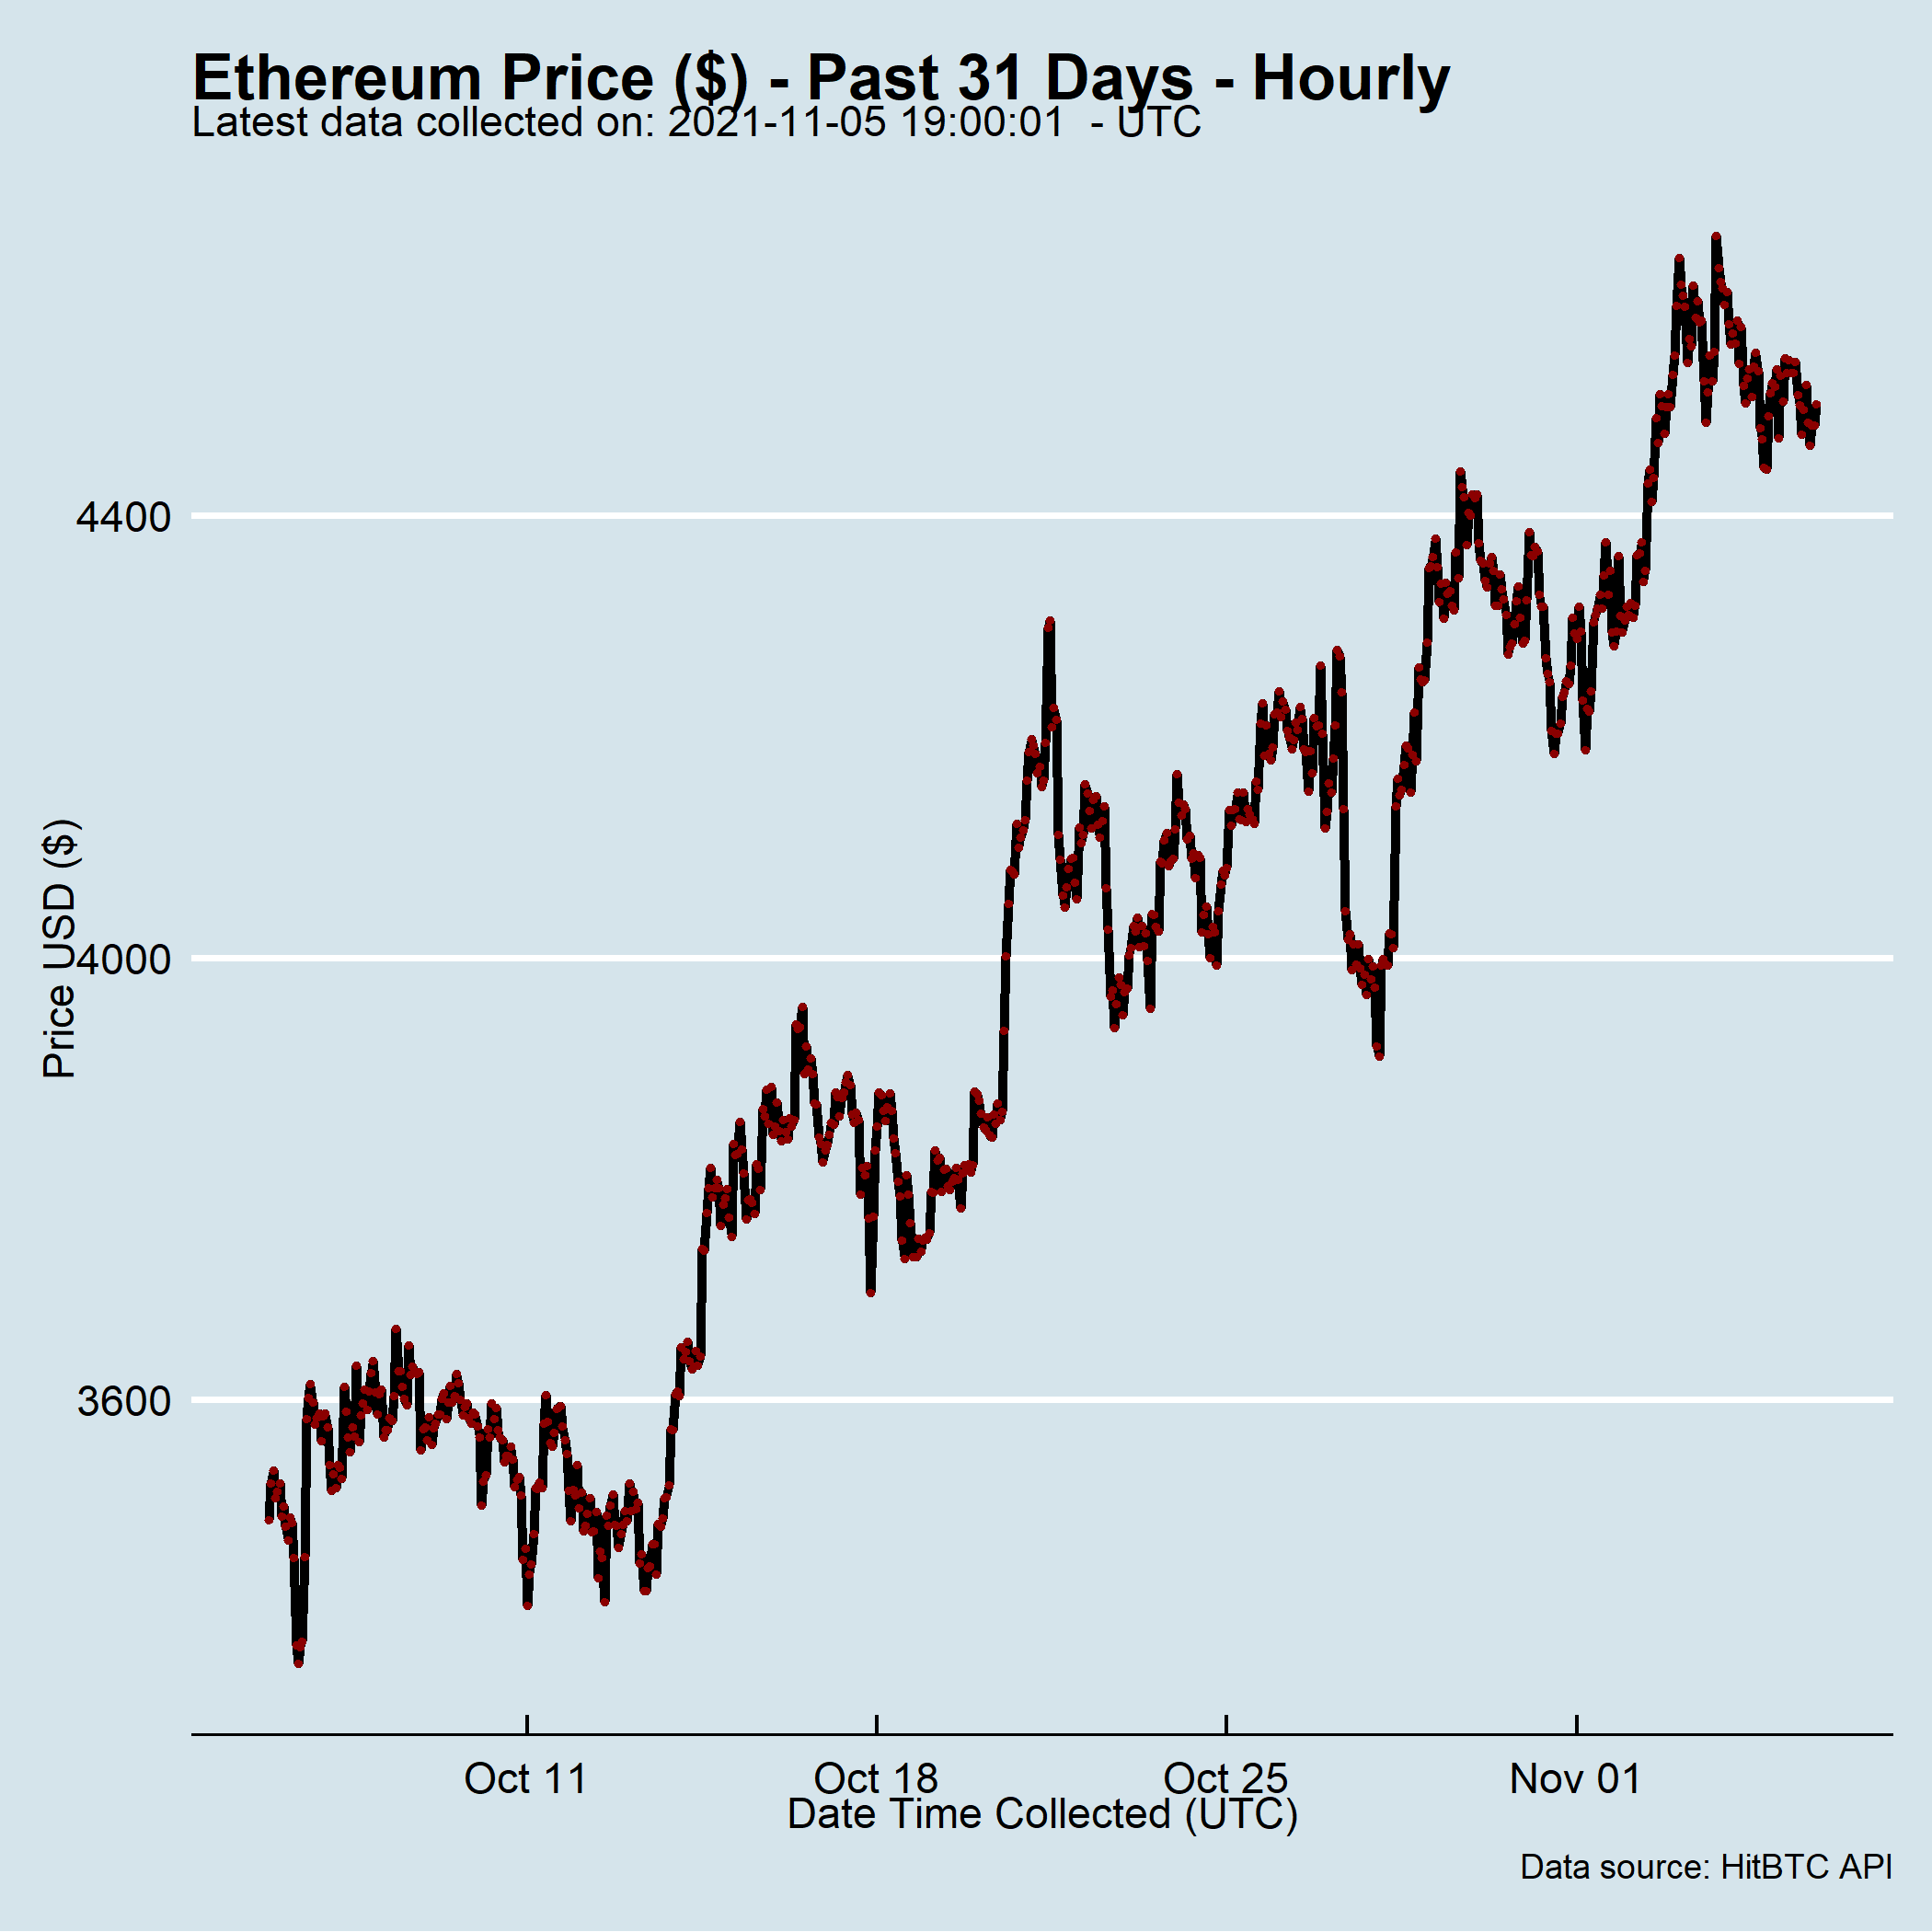 Ethereum Price ($) - Past 31 Days - Hourly
Latest data collected on: 2021-11-05 19:00:01  - UTC
4400
4000
3600
Price USD ($)
Oct 11
Oct 18
Oct 25
Nov 01
Date Time Collected (UTC)
Data source: HitBTC API